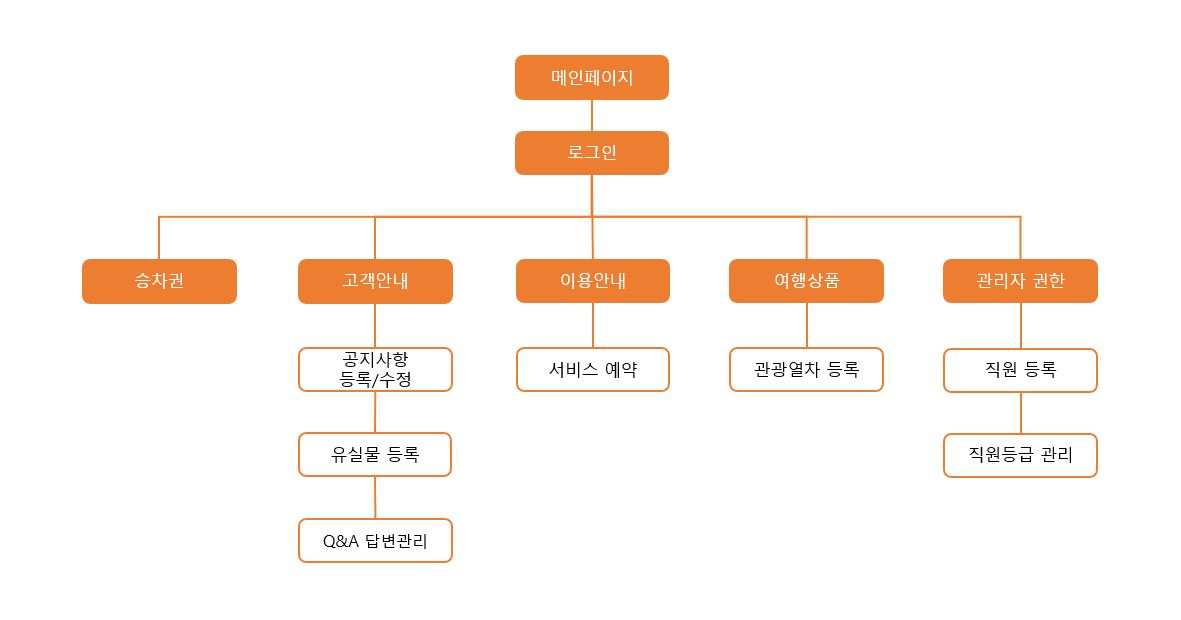 메인페이지
로그인
승차권
고객안내
이용안내
여행상품
관리자 권한
공지사항
등록/수정
서비스 예약
관광열차 등록
직원 등록
유실물 등록
직원등급 관리
Q&A 답변관리